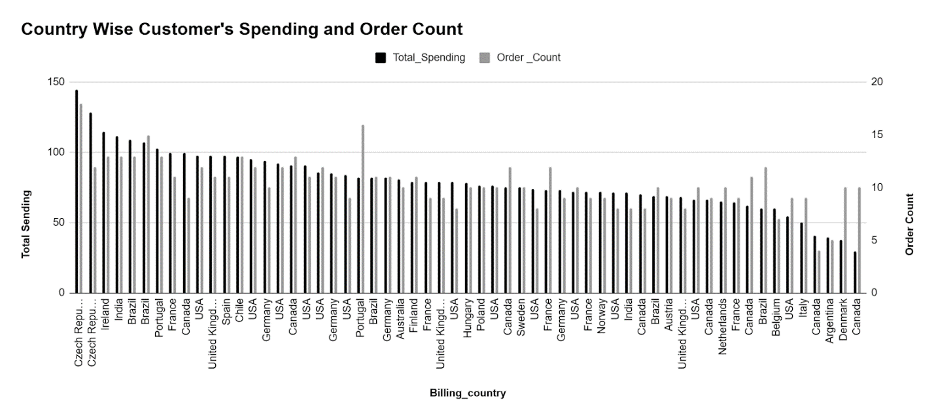 Country Wise Customer's Spending and Order Count
Total_Spending
Order _Count
150
100
50
0
Total Spending
20
15
10
5
0
Order Count
Czech Repu...
Czech Repu...
Ireland
India
Brazil
Brazil
Portugal
France
Canada
USA
United Kingd...
Spain
Chile
USA
Germany
USA
Canada
USA
USA
Germany
USA
Portugal
Brazil
Germany
Australia
Finland
France
United Kingd...
USA
Hungary
Poland
USA
Canada
Sweden
USA
France
Germany
USA
France
Norway
USA
India
Canada
Brazil
Austria
United Kingd...
USA
Canada
Netherlands
France
Canada
Brazil
Belgium
USA
Italy
Canada
Argentina
Denmark
Canada
Billing_country